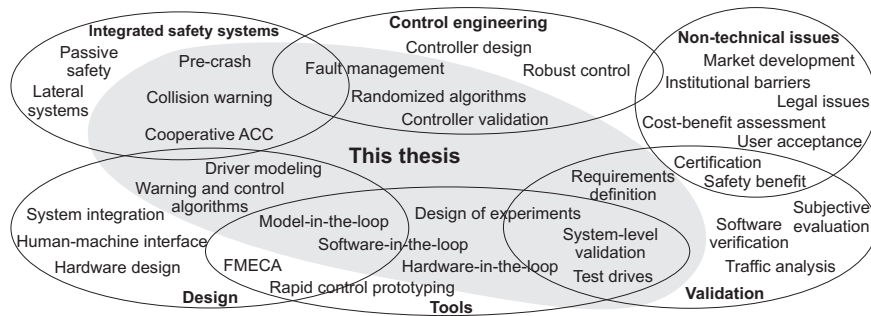 Integrated safety systems
Passive
safety
Pre-crash
Lateral
systems
Collision warning
Cooperative ACC
Control engineering
Controller design
Fault management
Robust control
Randomized algorithms
Controller validation
Non-technical issues
Market development
Institutional barriers
Legal issues
Cost-benefit assessment
User acceptance
Certification
Safety benefit
This thesis
Driver modeling
Warning and control
algorithms
System integration
Human-machine interface
Hardware design
Design
Model-in-the-loop
Design of experiments
Software-in-the-loop
FMECA
Hardware-in-the-loop
Rapid control prototyping
Tools
Requirements
definition
System-level
validation
Test drives
Subjective
evaluation
Software
verification
Traffic analysis
Validation